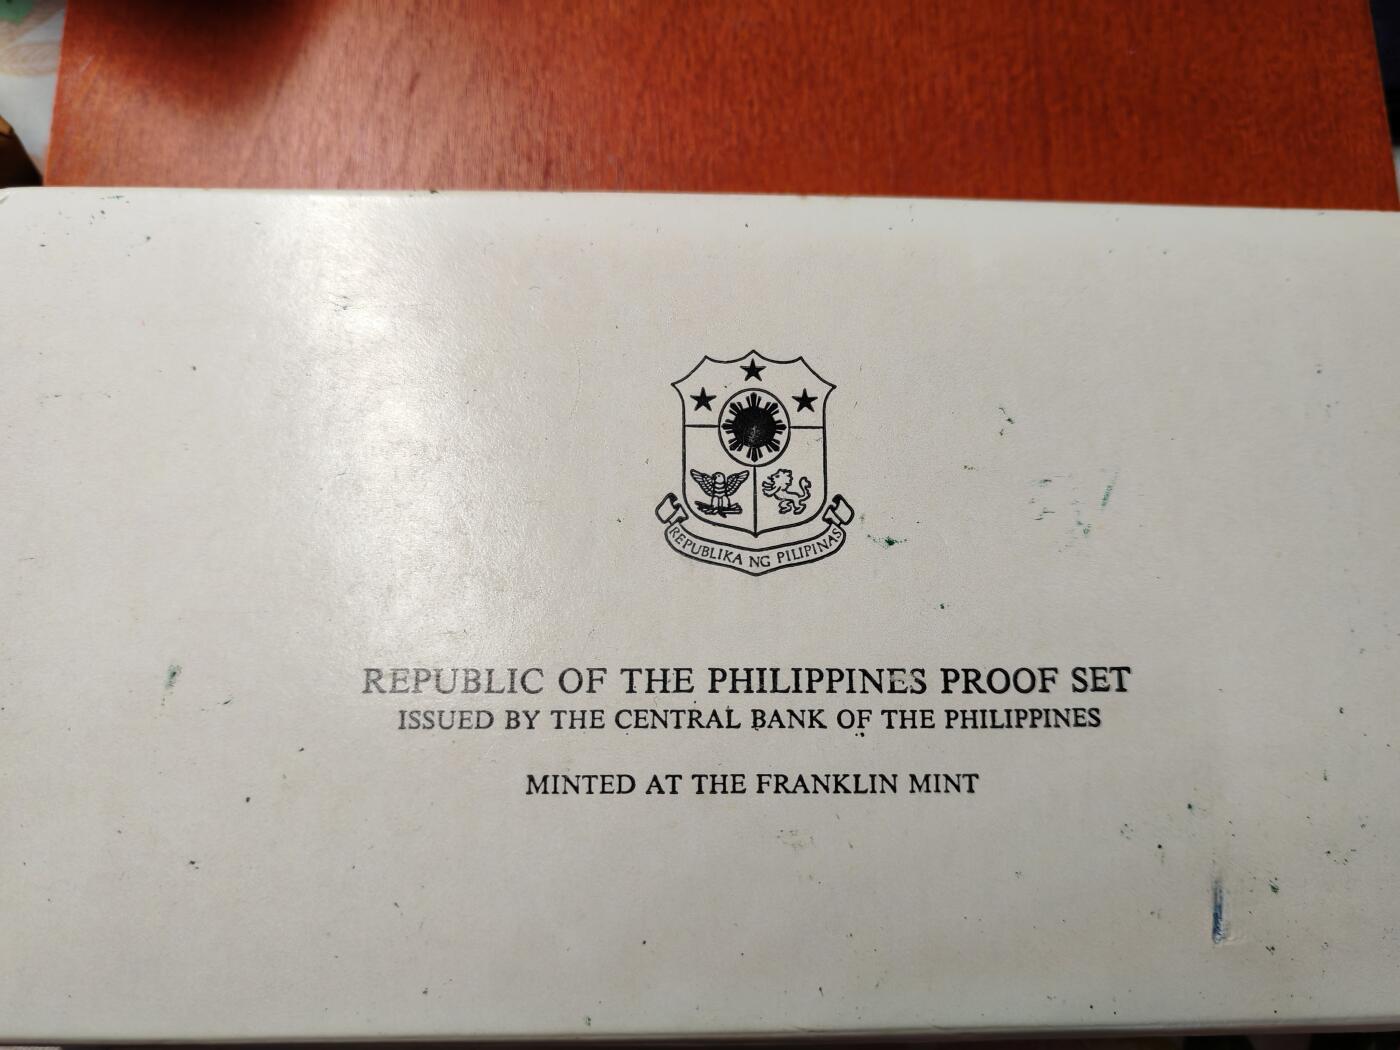 REPUBLIKA NG PILIPINAS
REPUBLIC OF THE PHILIPPINES PROOF SET
ISSUED BY THE CENTRAL BANK OF THE PHILIPPINES
MINTED AT THE FRANKLIN MINT